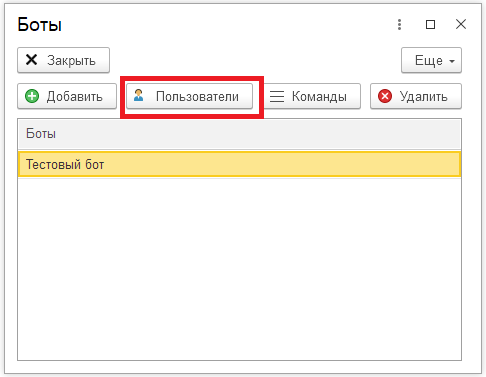 Боты
Закрыть Еще
Добавить Пользователи Команды Удалить
Боты
Тестовый бот